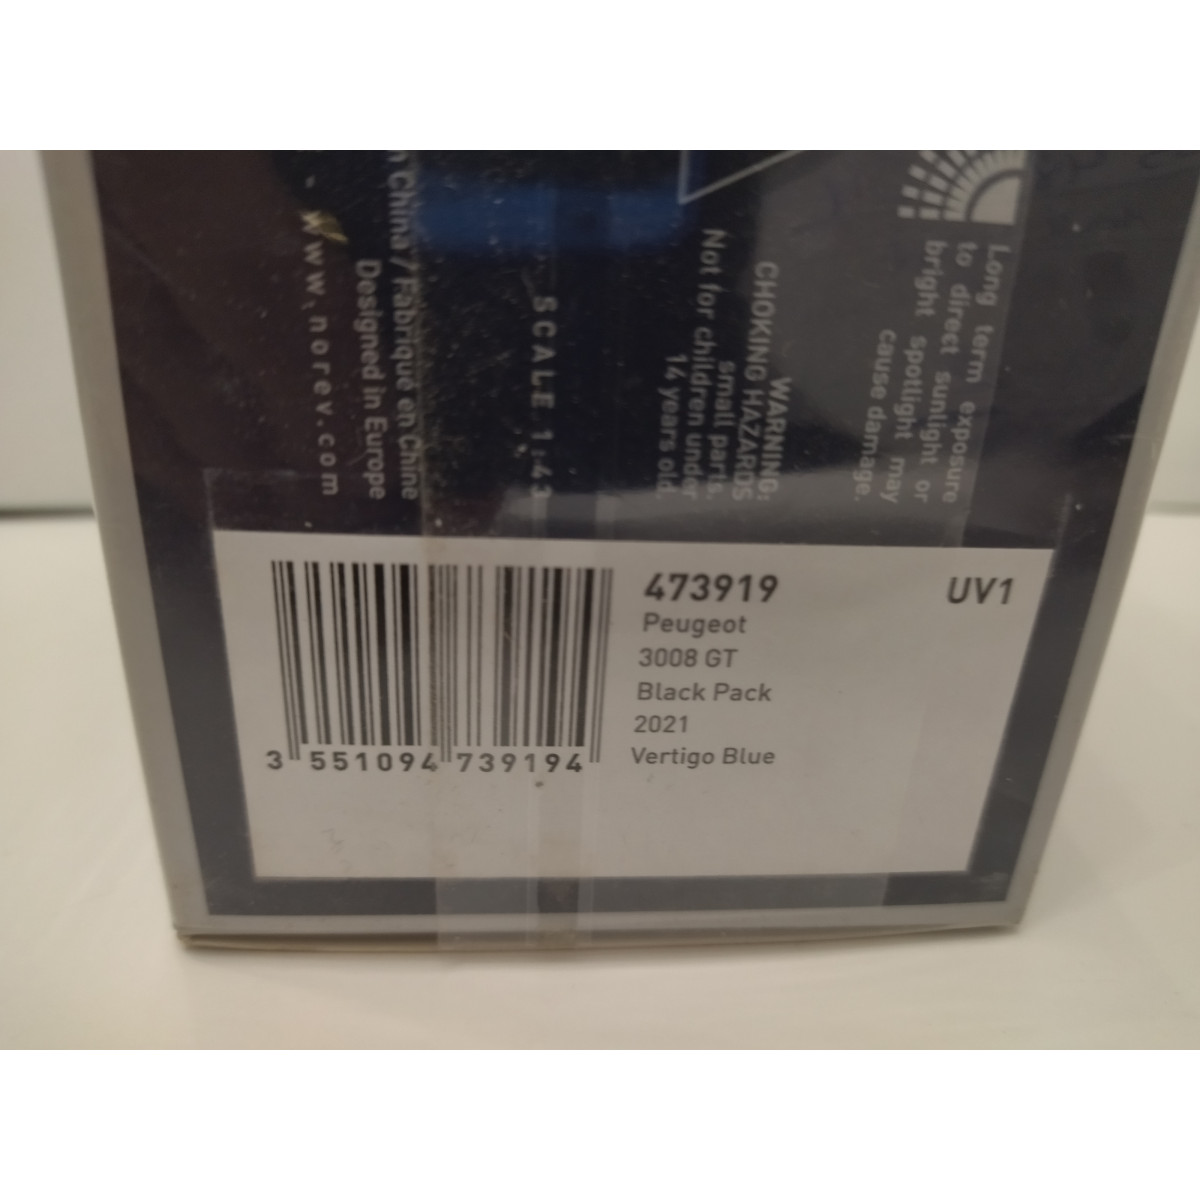 Long term exposure
to direct sunlight or
bright spotlight may
cause damage.
WARNING:
CHOKING HAZARDS
small parts.
Not for children under
14 years old.
SCALE 1:43
China / Fabriqué en Chine
Designed in Europe
www.norev.com
473919
UV1
Peugeot
3008 GT
Black Pack
2021
Vertigo Blue
3 551094 739194